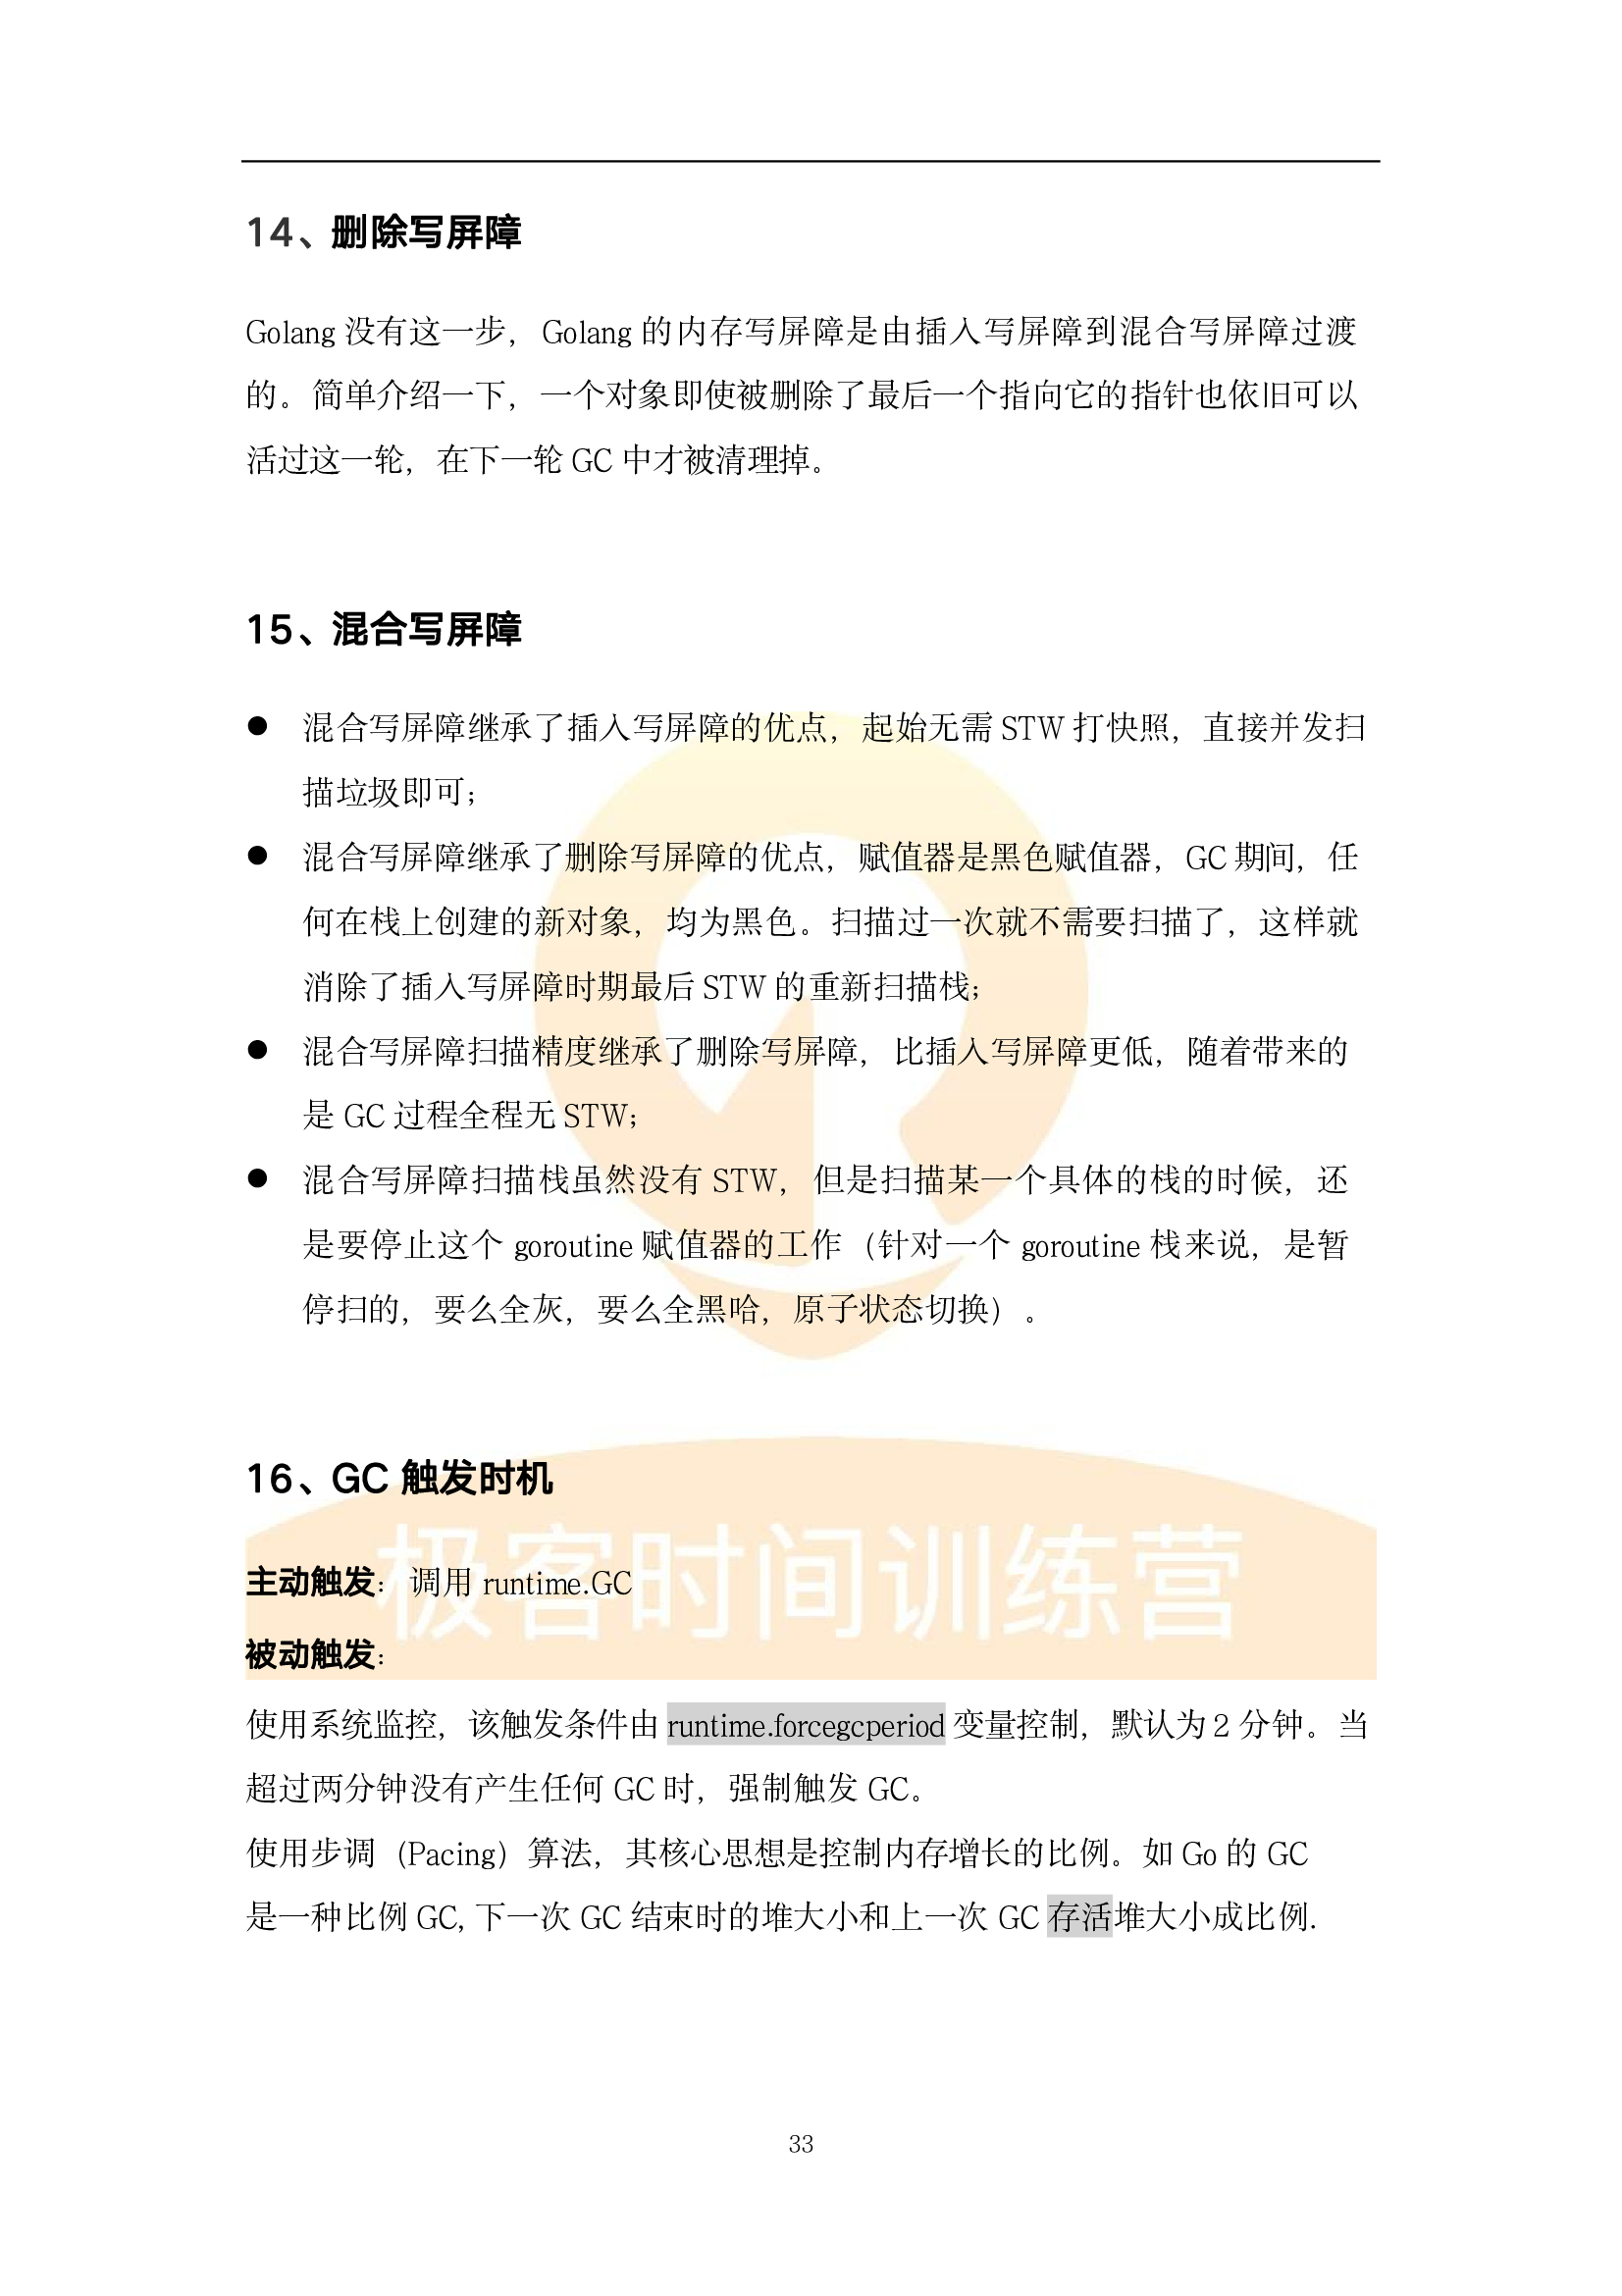 14、删除写屏障
Golang 没有这一步，Golang 的内存写屏障是由插入写屏障到混合写屏障过渡
的。简单介绍一下，一个对象即使被删除了最后一个指向它的指针也依旧可以
活过这一轮，在下一轮 GC 中才被清理掉。
15、混合写屏障
● 混合写屏障继承了插入写屏障的优点，起始无需 STW 打快照，直接并发扫
描垃圾即可；
● 混合写屏障继承了删除写屏障的优点，赋值器是黑色赋值器，GC 期间，任
何在栈上创建的新对象，均为黑色。扫描过一次就不需要扫描了，这样就
消除了插入写屏障时期最后 STW 的重新扫描栈；
● 混合写屏障扫描精度继承了删除写屏障，比插入写屏障更低，随着带来的
是 GC 过程全程无 STW；
● 混合写屏障扫描栈虽然没有 STW，但是扫描某一个具体的栈的时候，还
是要停止这个 goroutine 赋值器的工作（针对一个 goroutine 栈来说，是暂
停扫的，要么全灰，要么全黑哈，原子状态切换）。
16、GC 触发时机
极客时间训练营
主动触发：调用 runtime.GC
被动触发：
使用系统监控，该触发条件由 runtime.forcegcperiod 变量控制，默认为 2 分钟。当
超过两分钟没有产生任何 GC 时，强制触发 GC。
使用步调（Pacing）算法，其核心思想是控制内存增长的比例。如 Go 的 GC
是一种比例 GC, 下一次 GC 结束时的堆大小和上一次 GC 存活堆大小成比例.
33